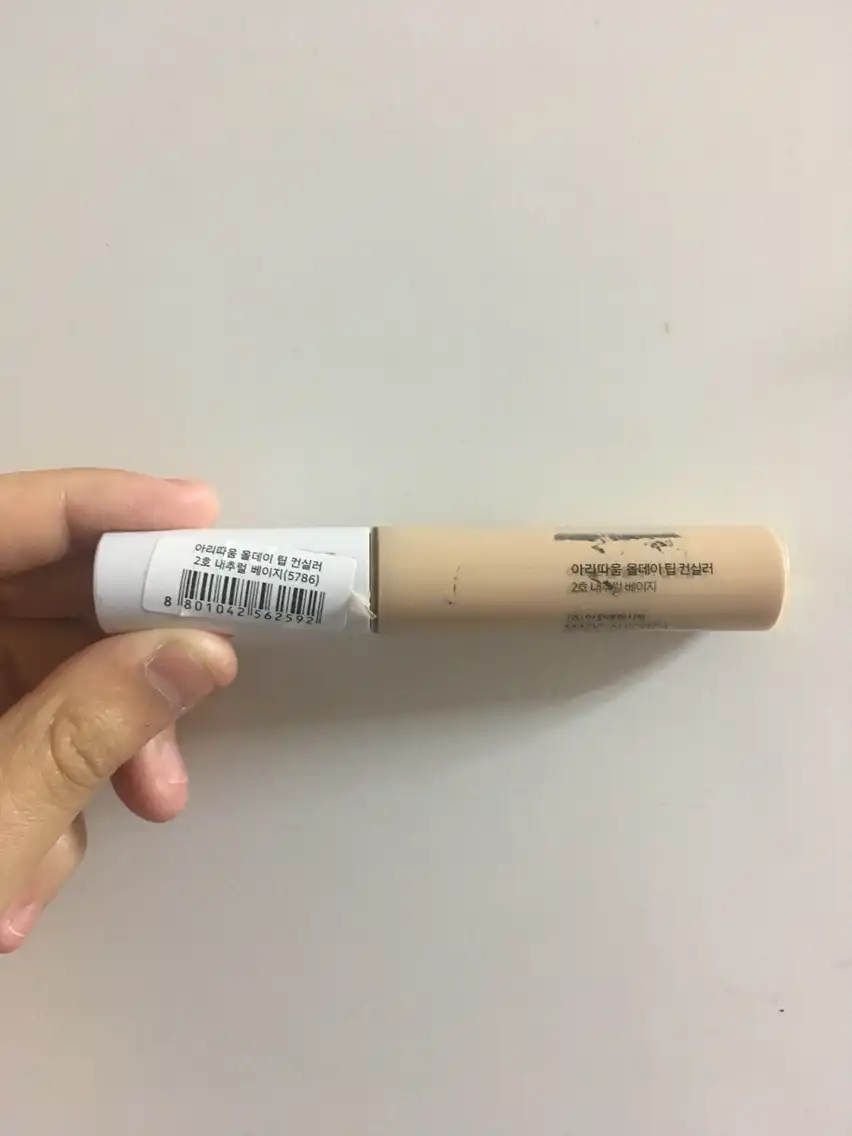 아리따움 올데이 팁 컨실러
2호 내추럴 베이지(5786)
8 801042 562592
아리따움 올데이 팁 컨실러
2호 내추럴 베이지